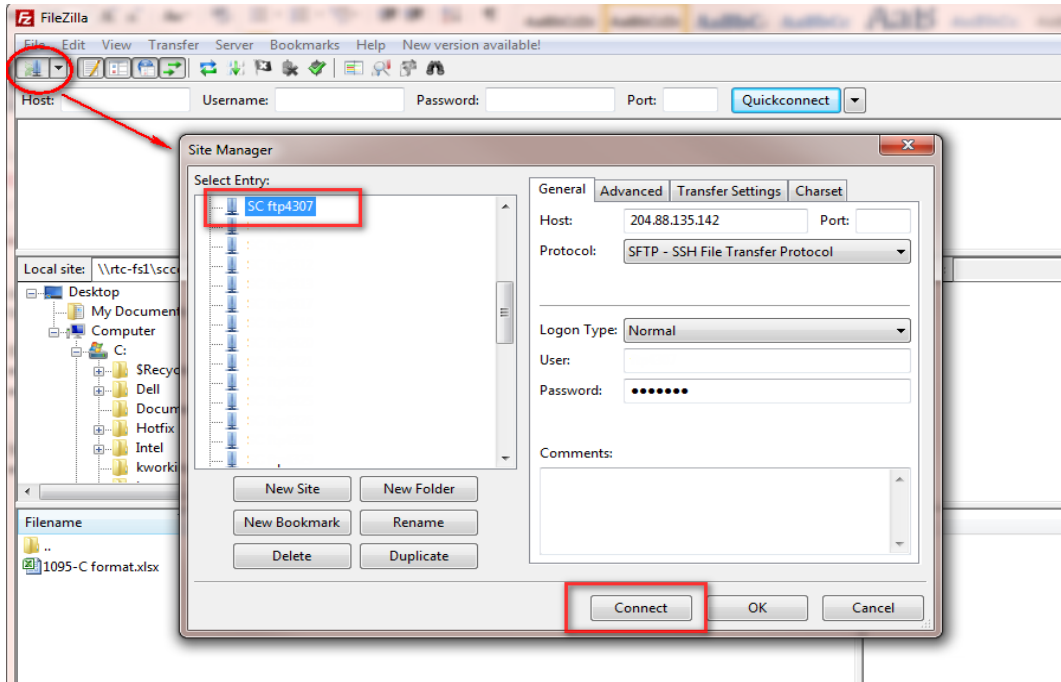 FileZilla
File Edit View Transfer Server Bookmarks Help New version available!
Host: Username: Password: Port: Quickconnect
Site Manager
Select Entry:
SC ftp4307
General Advanced Transfer Settings Charset
Host: 204.88.135.142 Port:
Protocol: SFTP - SSH File Transfer Protocol
Logon Type: Normal
User:
Password: •••••••
Comments:
New Site New Folder
New Bookmark Rename
Delete Duplicate
Connect OK Cancel
Local site: \\rtc-fs1\scc
Desktop
My Document
Computer
C:
$Recyc
Dell
Docum
Hotfix
Intel
kworki
Filename
..
1095-C format.xlsx